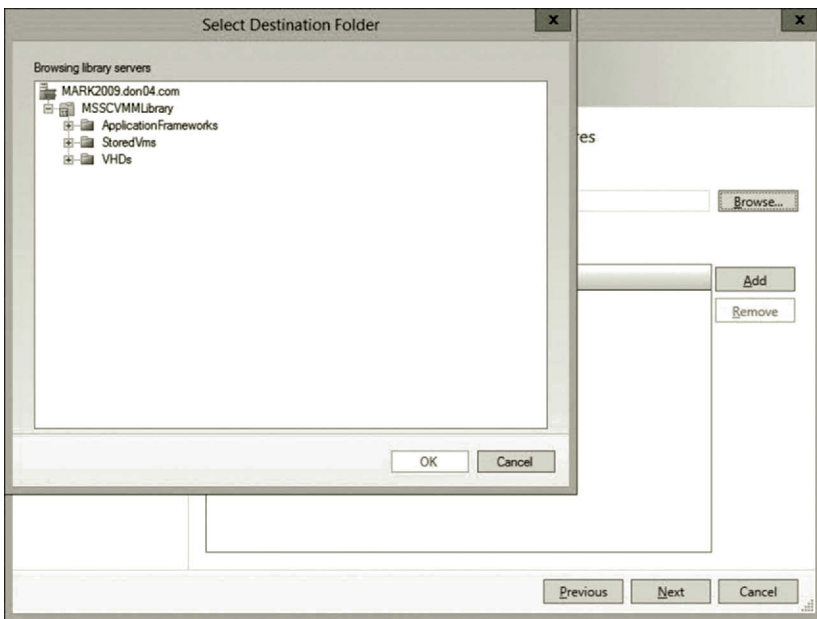 Select Destination Folder
x
x
Browsing library servers
MARK2009.don04.com
MSSCVMMLibrary
ApplicationFrameworks
StoredVms
VHDs
res
Browse...
Add
Remove
OK
Cancel
Previous
Next
Cancel